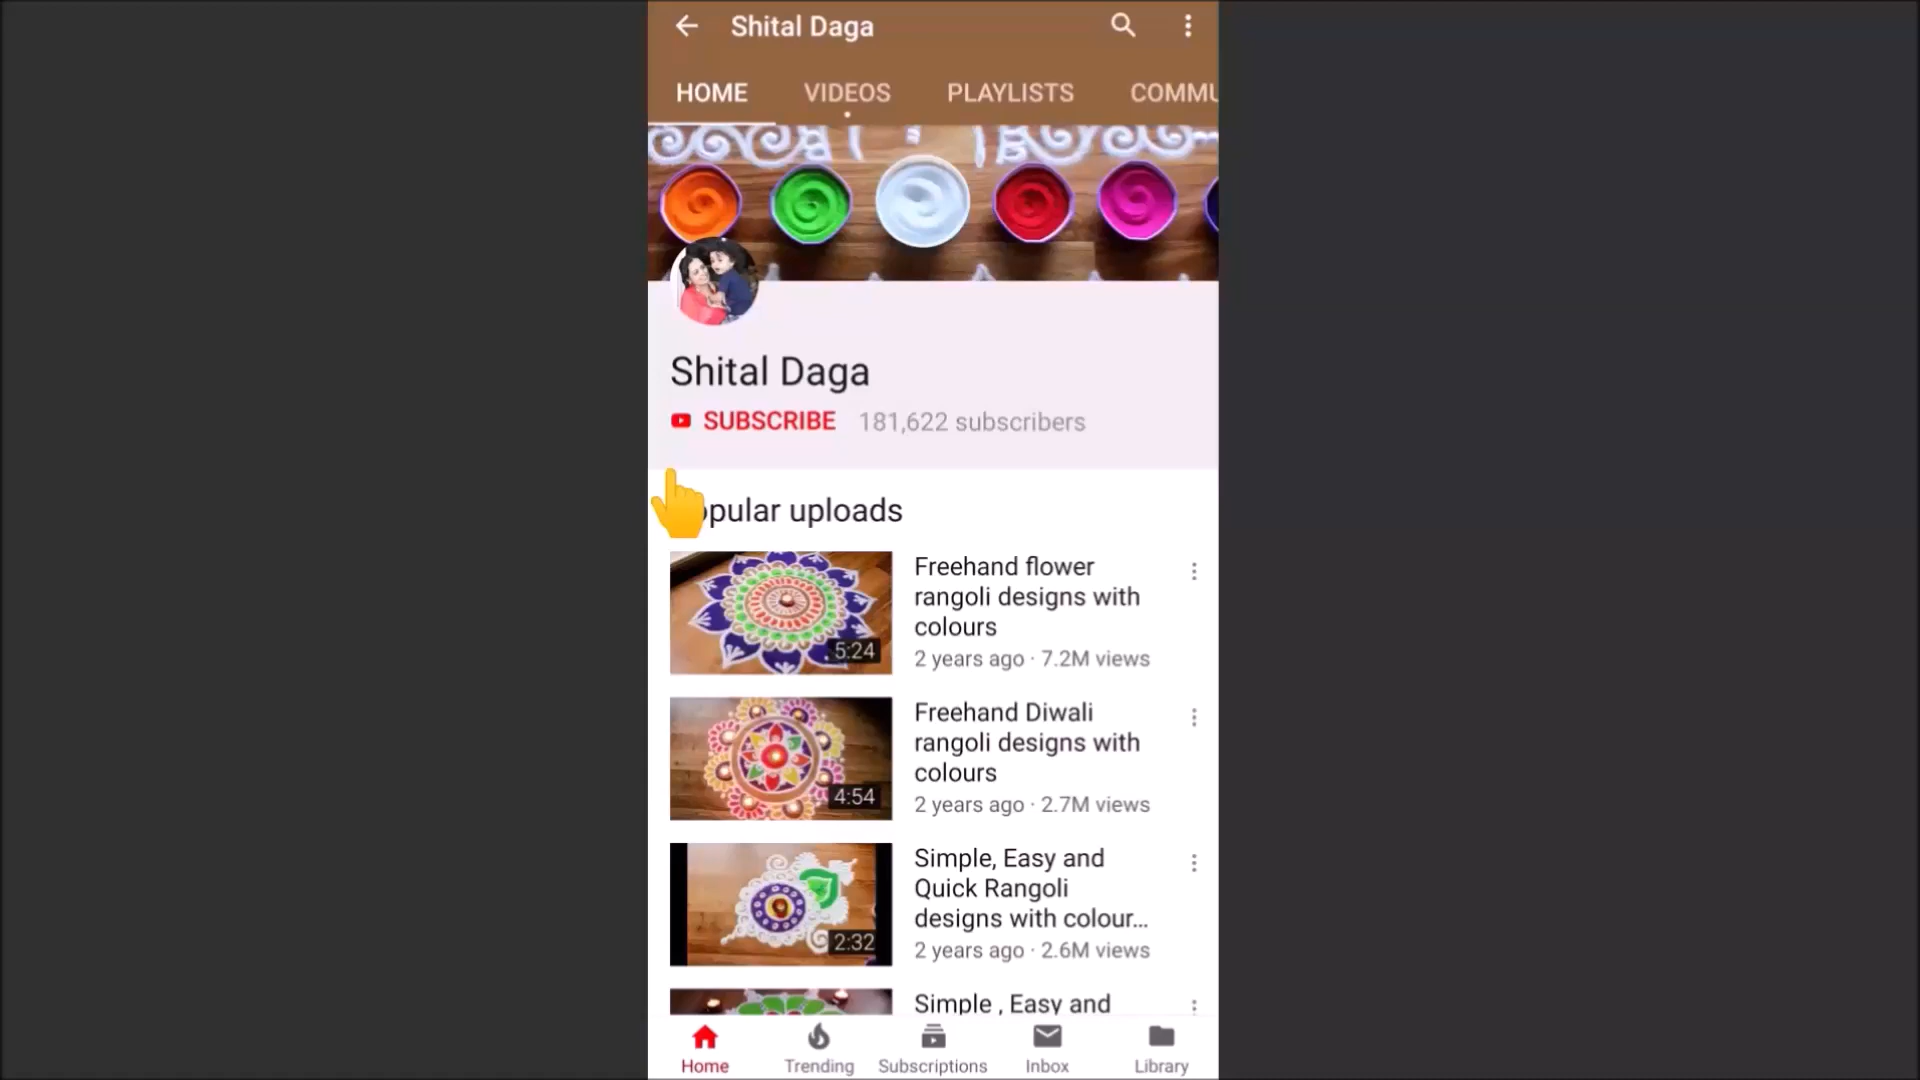 Shital Daga
HOME VIDEOS PLAYLISTS COMMU
Shital Daga
SUBSCRIBE 181,622 subscribers
opular uploads
5:24
Freehand flower
rangoli designs with
colours
2 years ago · 7.2M views
4:54
Freehand Diwali
rangoli designs with
colours
2 years ago · 2.7M views
2:32
Simple, Easy and
Quick Rangoli
designs with colour...
2 years ago · 2.6M views
Simple , Easy and
Home Trending Subscriptions Inbox Library